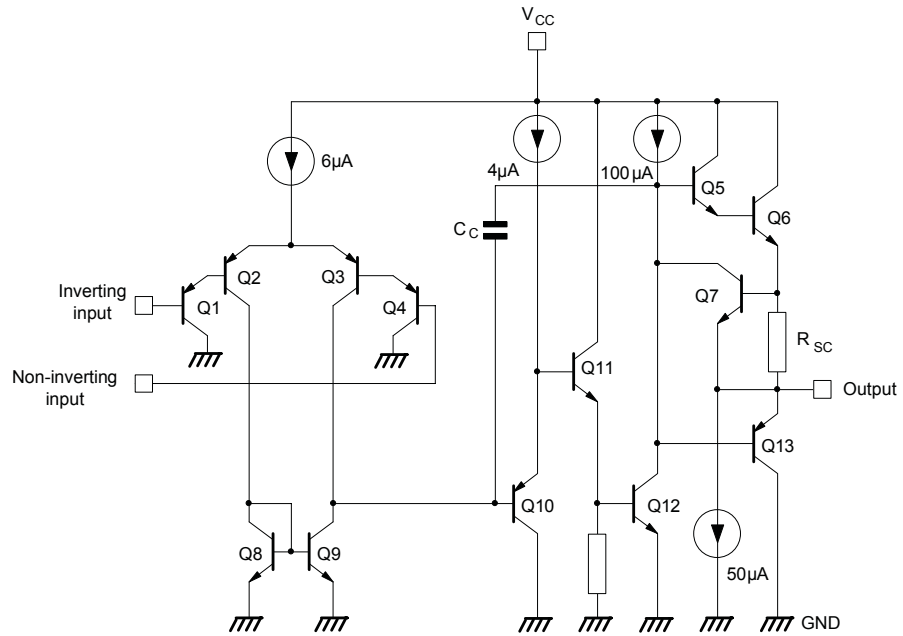 VCC
6µA
4µA
100µA
Q5
Q6
CC
Q2
Q3
Inverting
input
Q1
Q4
Q7
RSC
Non-inverting
input
Q11
Output
Q13
Q10
Q12
Q8
Q9
50µA
GND